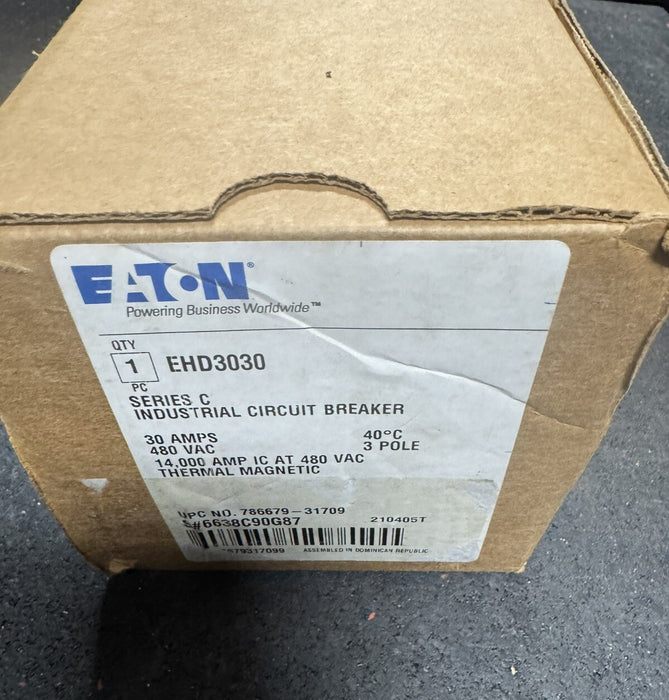 EATON®
Powering Business Worldwide™
QTY
1 EHD3030
PC
SERIES C
INDUSTRIAL CIRCUIT BREAKER
30 AMPS 40°C
480 VAC 3 POLE
14,000 AMP IC AT 480 VAC
THERMAL MAGNETIC
UPC NO. 786679-31709
S#6638C90G87 210405T
679317099 ASSEMBLED IN DOMINICAN REPUBLIC